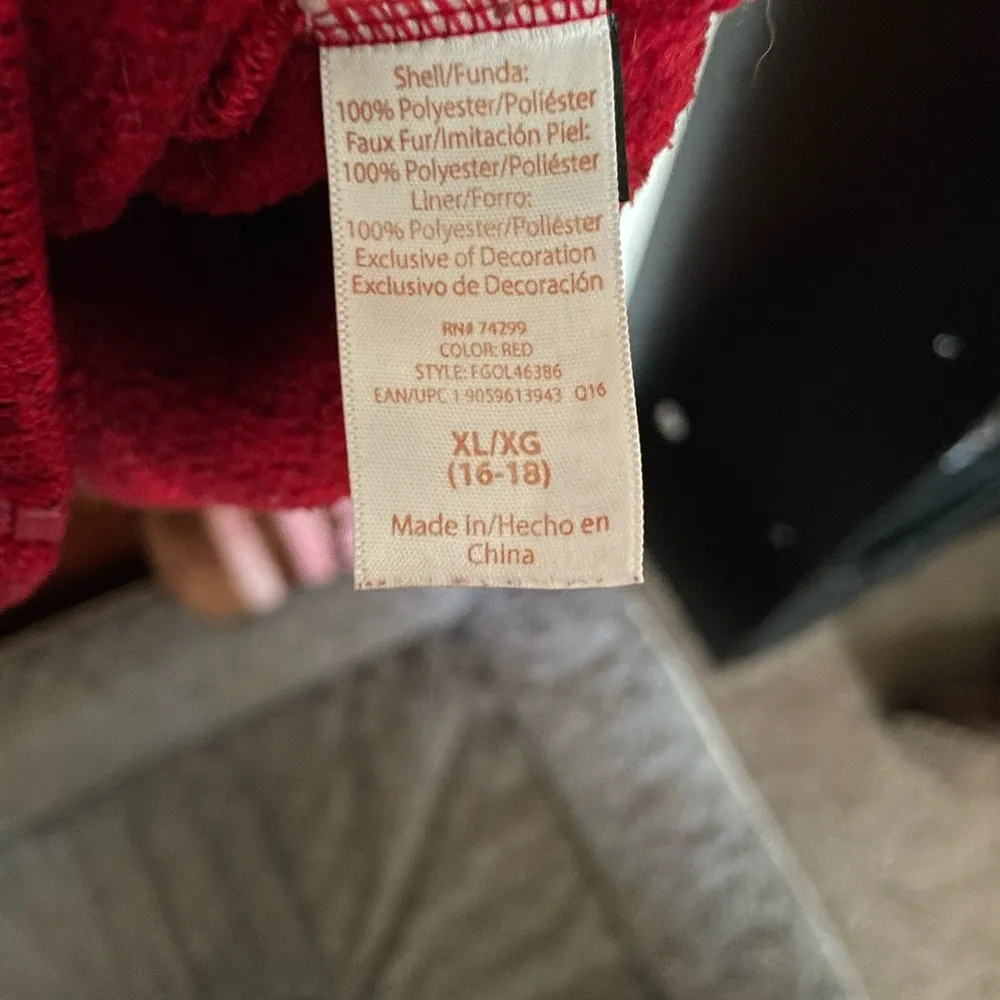 Shell/Funda:
100% Polyester/Poliéster
Faux Fur/Imitación Piel:
100% Polyester/Poliéster
Liner/Forro:
100% Polyester/Poliéster
Exclusive of Decoration
Exclusivo de Decoración
RN# 74299
COLOR: RED
STYLE: FGOL46386
EAN/UPC 1 9059613943 Q16
XL/XG
(16-18)
Made in/Hecho en
China